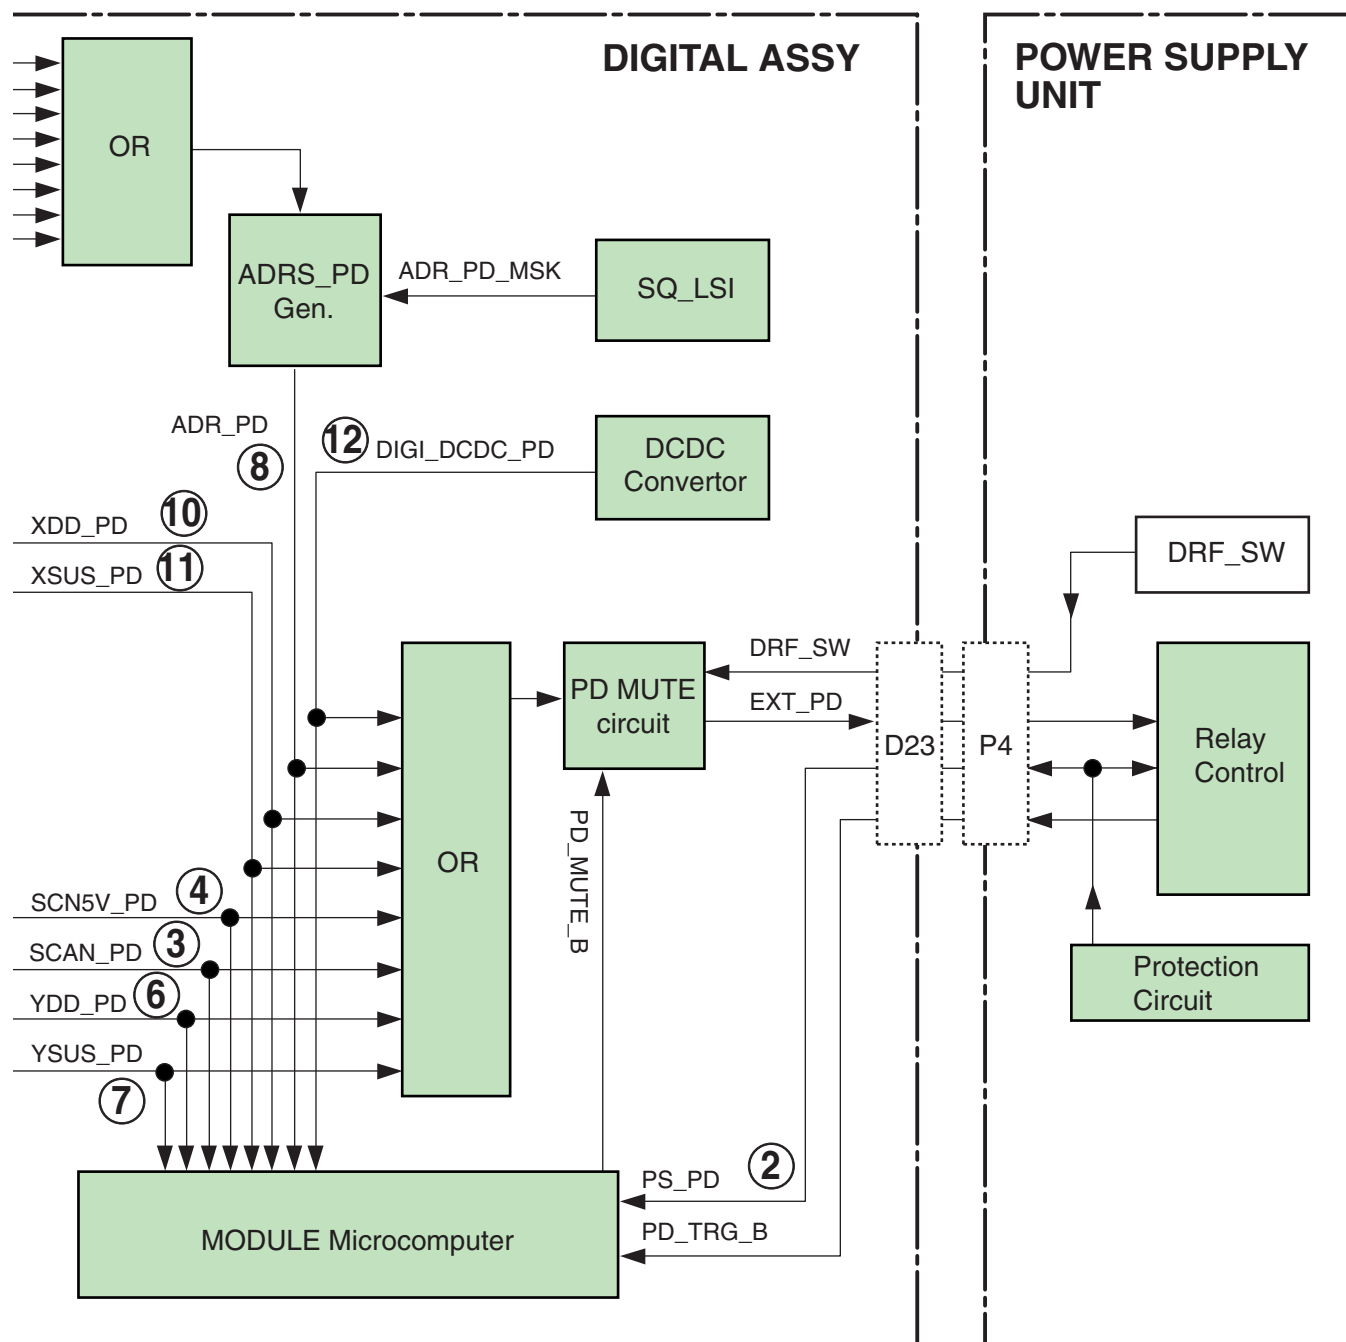 DIGITAL ASSY
POWER SUPPLY
UNIT
OR
ADRS_PD
Gen.
ADR_PD_MSK
SQ_LSI
ADR_PD
8
12
DIGI_DCDC_PD
DCDC
Convertor
XDD_PD
10
XSUS_PD
11
DRF_SW
DRF_SW
PD MUTE
circuit
EXT_PD
D23
P4
Relay
Control
PD_MUTE_B
OR
SCN5V_PD
4
SCAN_PD
3
YDD_PD
6
YSUS_PD
7
Protection
Circuit
PS_PD
2
PD_TRG_B
MODULE Microcomputer